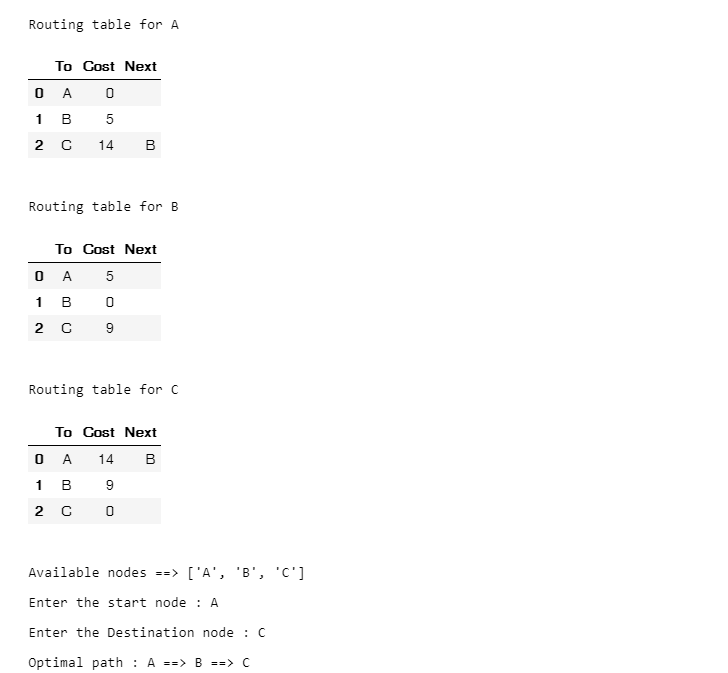 Routing table for A
To Cost Next
0 A 0
1 B 5
2 C 14 B
Routing table for B
To Cost Next
0 A 5
1 B 0
2 C 9
Routing table for C
To Cost Next
0 A 14 B
1 B 9
2 C 0
Available nodes ==> ['A', 'B', 'C']
Enter the start node : A
Enter the Destination node : C
Optimal path : A ==> B ==> C